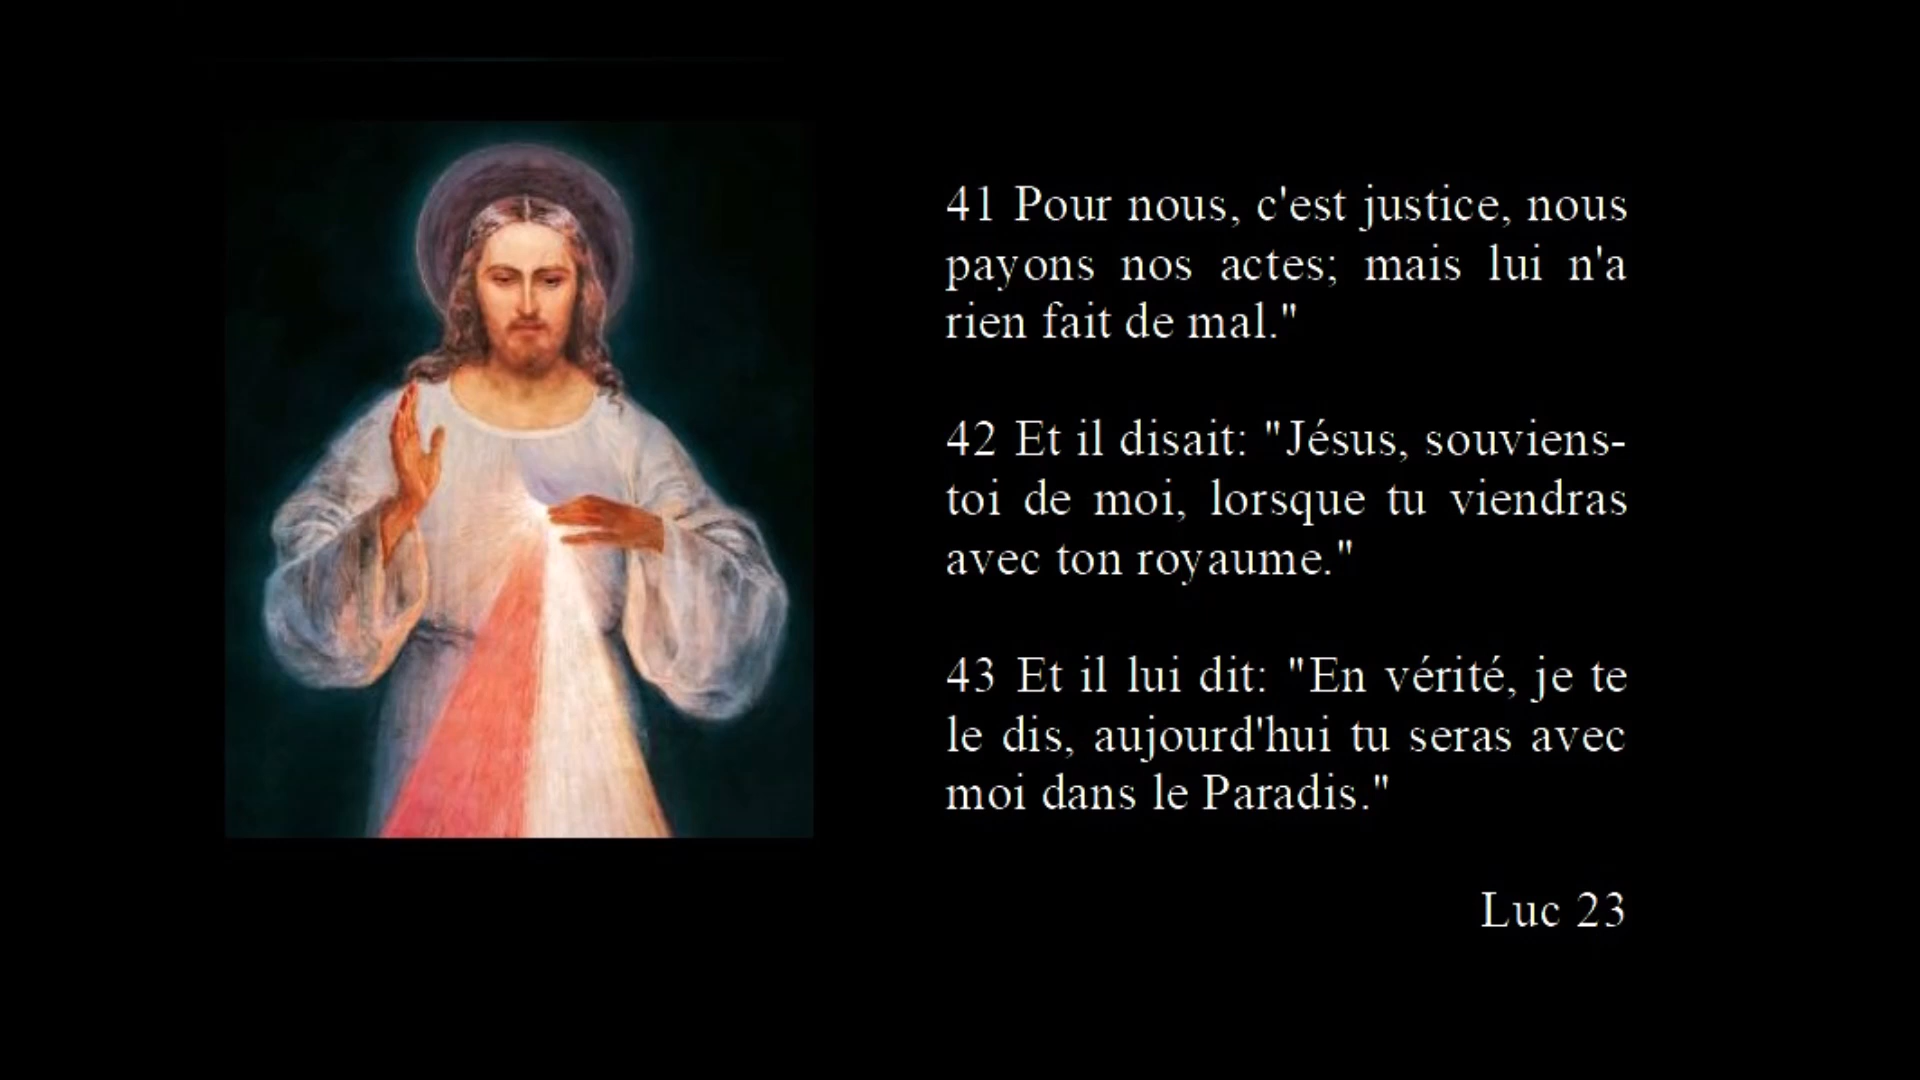 41 Pour nous, c'est justice, nous
payons nos actes; mais lui n'a
rien fait de mal."
42 Et il disait: "Jésus, souviens-
toi de moi, lorsque tu viendras
avec ton royaume."
43 Et il lui dit: "En vérité, je te
le dis, aujourd'hui tu seras avec
moi dans le Paradis."
Luc 23